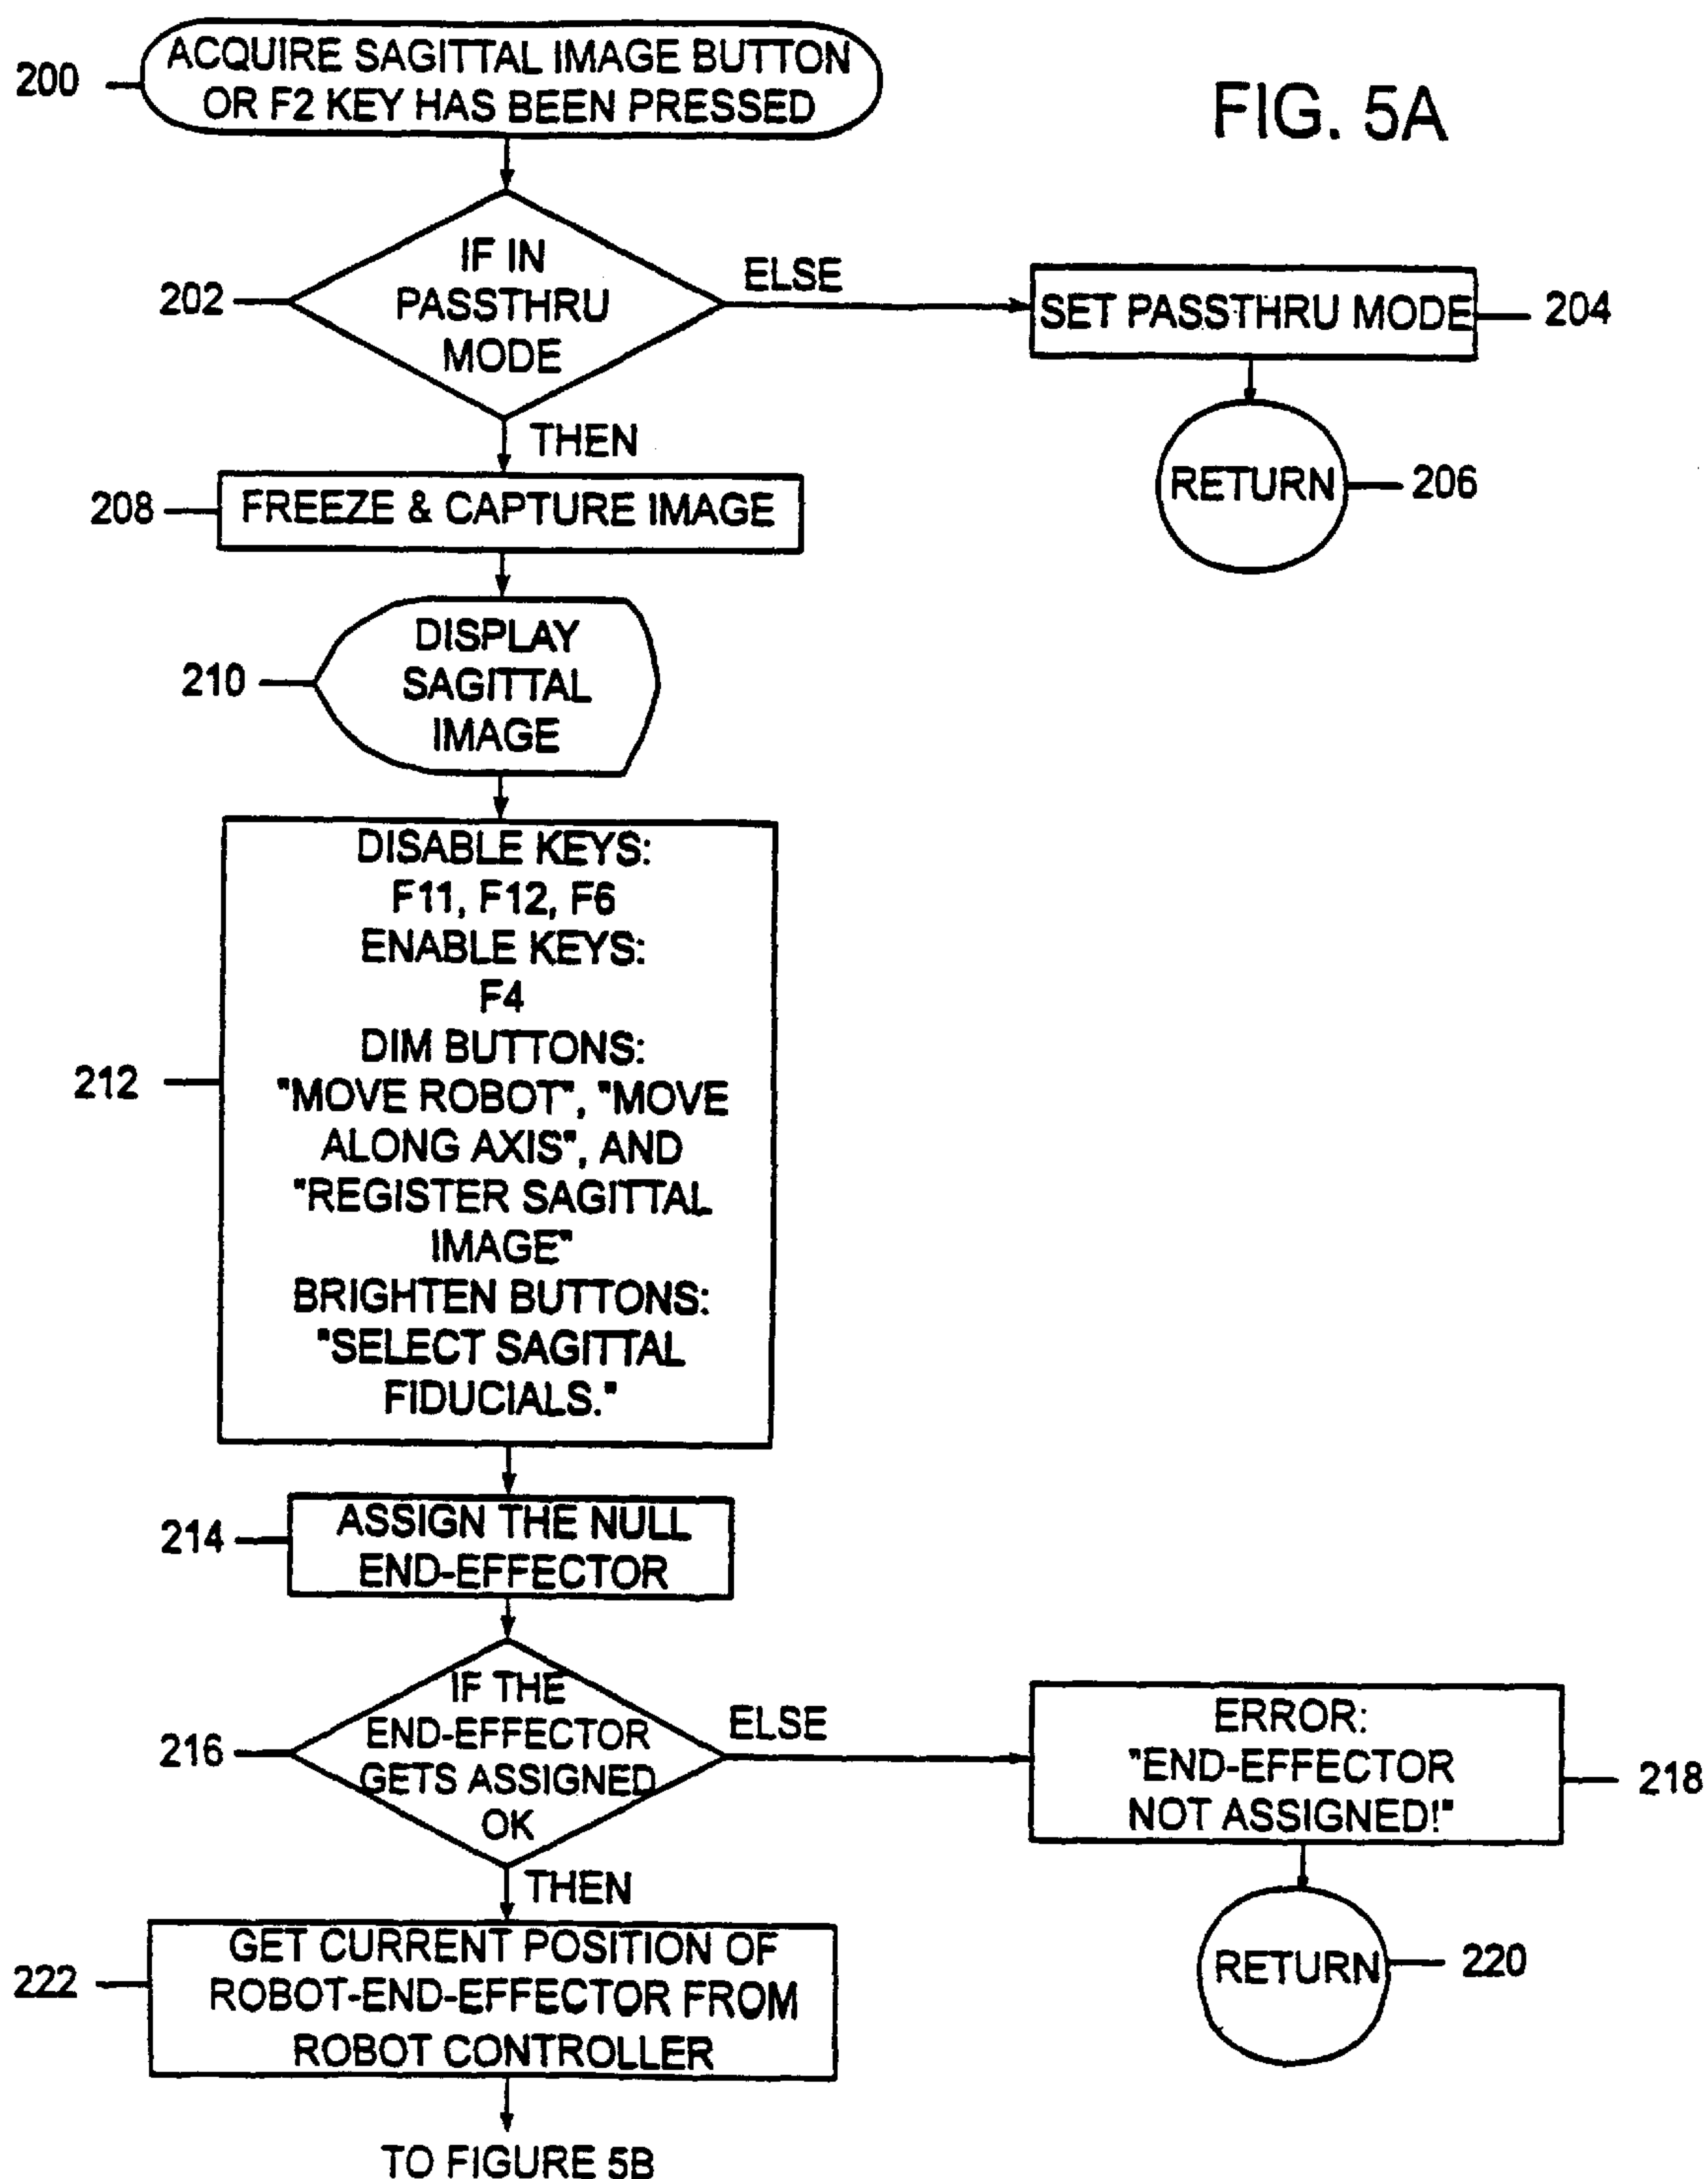 FIG. 5A
200
ACQUIRE SAGITTAL IMAGE BUTTON
OR F2 KEY HAS BEEN PRESSED
202
IF IN
PASSTHRU
MODE
ELSE
SET PASSTHRU MODE
204
RETURN
206
THEN
208
FREEZE & CAPTURE IMAGE
210
DISPLAY
SAGITTAL
IMAGE
212
DISABLE KEYS:
F11, F12, F6
ENABLE KEYS:
F4
DIM BUTTONS:
"MOVE ROBOT", "MOVE
ALONG AXIS", AND
"REGISTER SAGITTAL
IMAGE"
BRIGHTEN BUTTONS:
"SELECT SAGITTAL
FIDUCIALS."
214
ASSIGN THE NULL
END-EFFECTOR
216
IF THE
END-EFFECTOR
GETS ASSIGNED
OK
ELSE
ERROR:
"END-EFFECTOR
NOT ASSIGNED!"
218
RETURN
220
THEN
222
GET CURRENT POSITION OF
ROBOT-END-EFFECTOR FROM
ROBOT CONTROLLER
TO FIGURE 5B